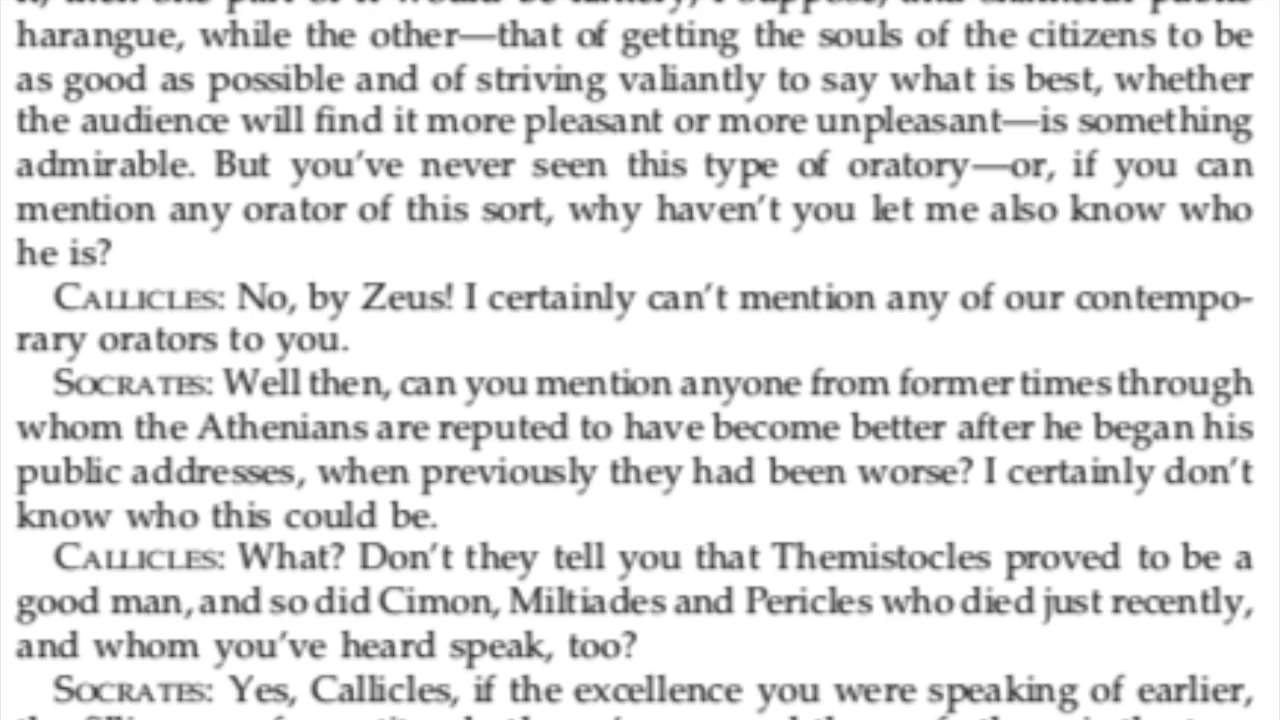 harangue, while the other—that of getting the souls of the citizens to be
as good as possible and of striving valiantly to say what is best, whether
the audience will find it more pleasant or more unpleasant—is something
admirable. But you've never seen this type of oratory—or, if you can
mention any orator of this sort, why haven't you let me also know who
he is?
CALLICLES: No, by Zeus! I certainly can't mention any of our contempo-
rary orators to you.
SOCRATES: Well then, can you mention anyone from former times through
whom the Athenians are reputed to have become better after he began his
public addresses, when previously they had been worse? I certainly don't
know who this could be.
CALLICLES: What? Don't they tell you that Themistocles proved to be a
good man, and so did Cimon, Miltiades and Pericles who died just recently,
and whom you've heard speak, too?
SOCRATES: Yes, Callicles, if the excellence you were speaking of earlier,